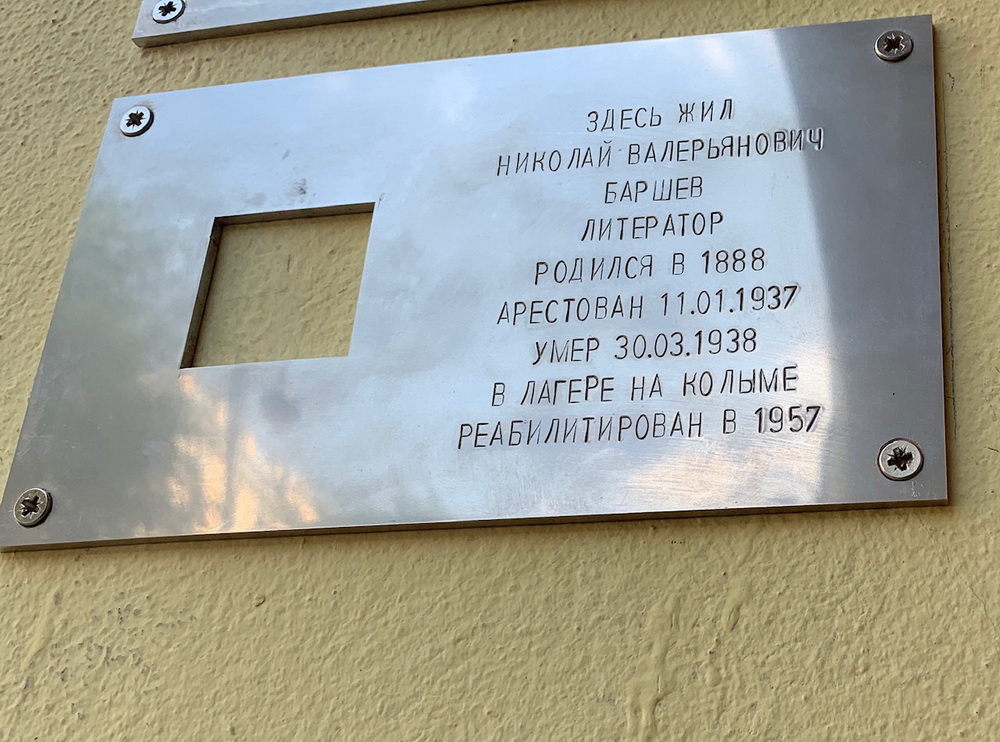 ЗДЕСЬ ЖИЛ
НИКОЛАЙ ВАЛЕРЬЯНОВИЧ
БАРШЕВ
ЛИТЕРАТОР
РОДИЛСЯ В 1888
АРЕСТОВАН 11.01.1937
УМЕР 30.03.1938
В ЛАГЕРЕ НА КОЛЫМЕ
РЕАБИЛИТИРОВАН В 1957